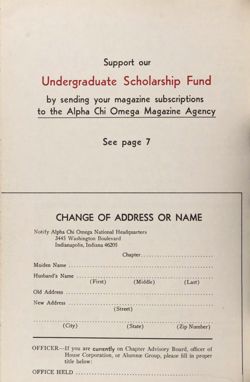 Support our
Undergraduate Scholarship Fund
by sending your magazine subscriptions
to the Alpha Chi Omega Magazine Agency
See page 7
CHANGE OF ADDRESS OR NAME
Notify Alpha Chi Omega National Headquarters
3445 Washington Boulevard
Indianapolis, Indiana 46205
Chapter
Maiden Name
Husband's Name
(First) (Middle) (Last)
Old Address
New Address
(Street)
(City) (State) (Zip Number)
OFFICER—If you are currently on Chapter Advisory Board, officer of
House Corporation, or Alumnæ Group, please fill in proper
title below:
OFFICE HELD